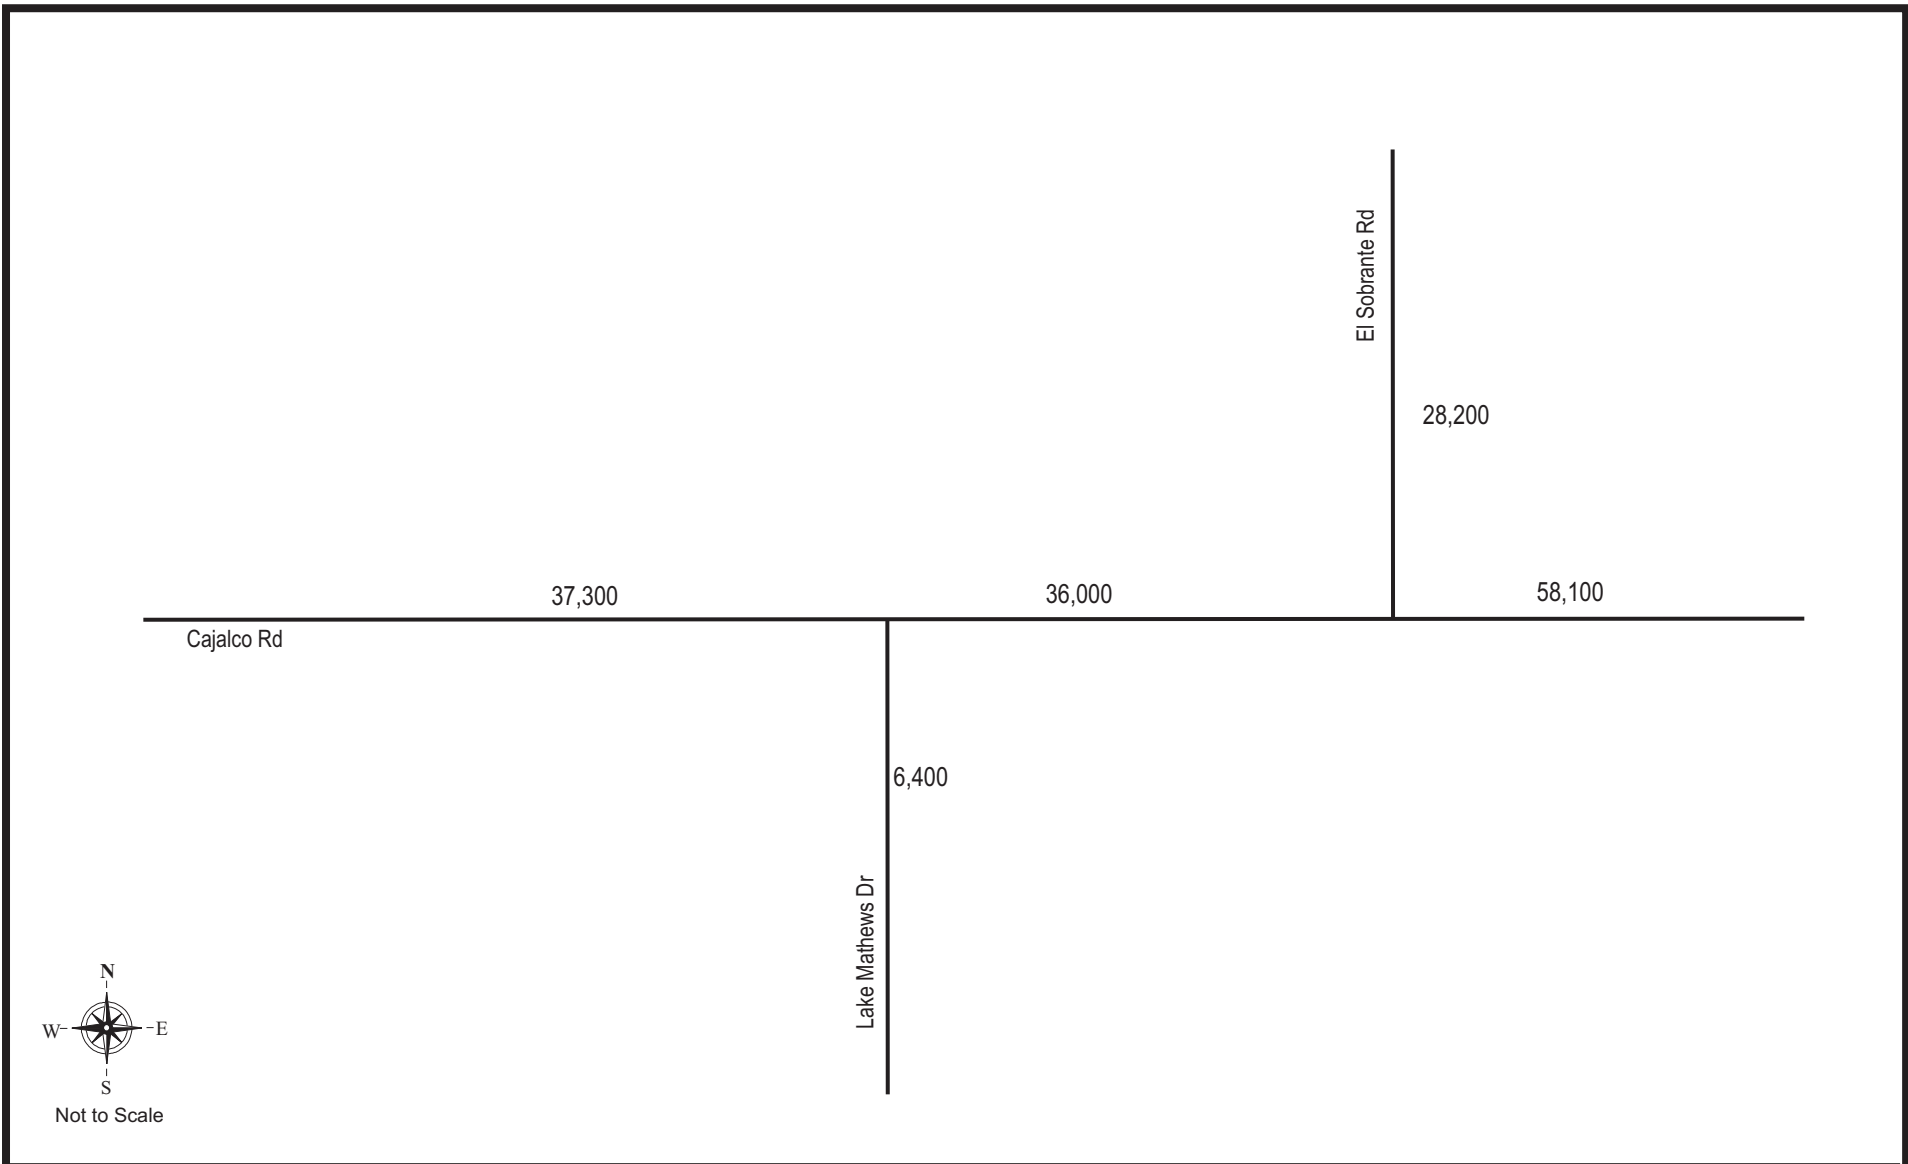 El Sobrante Rd
28,200
37,300
36,000
58,100
Cajalco Rd
6,400
Lake Mathews Dr
N
W
E
S
Not to Scale